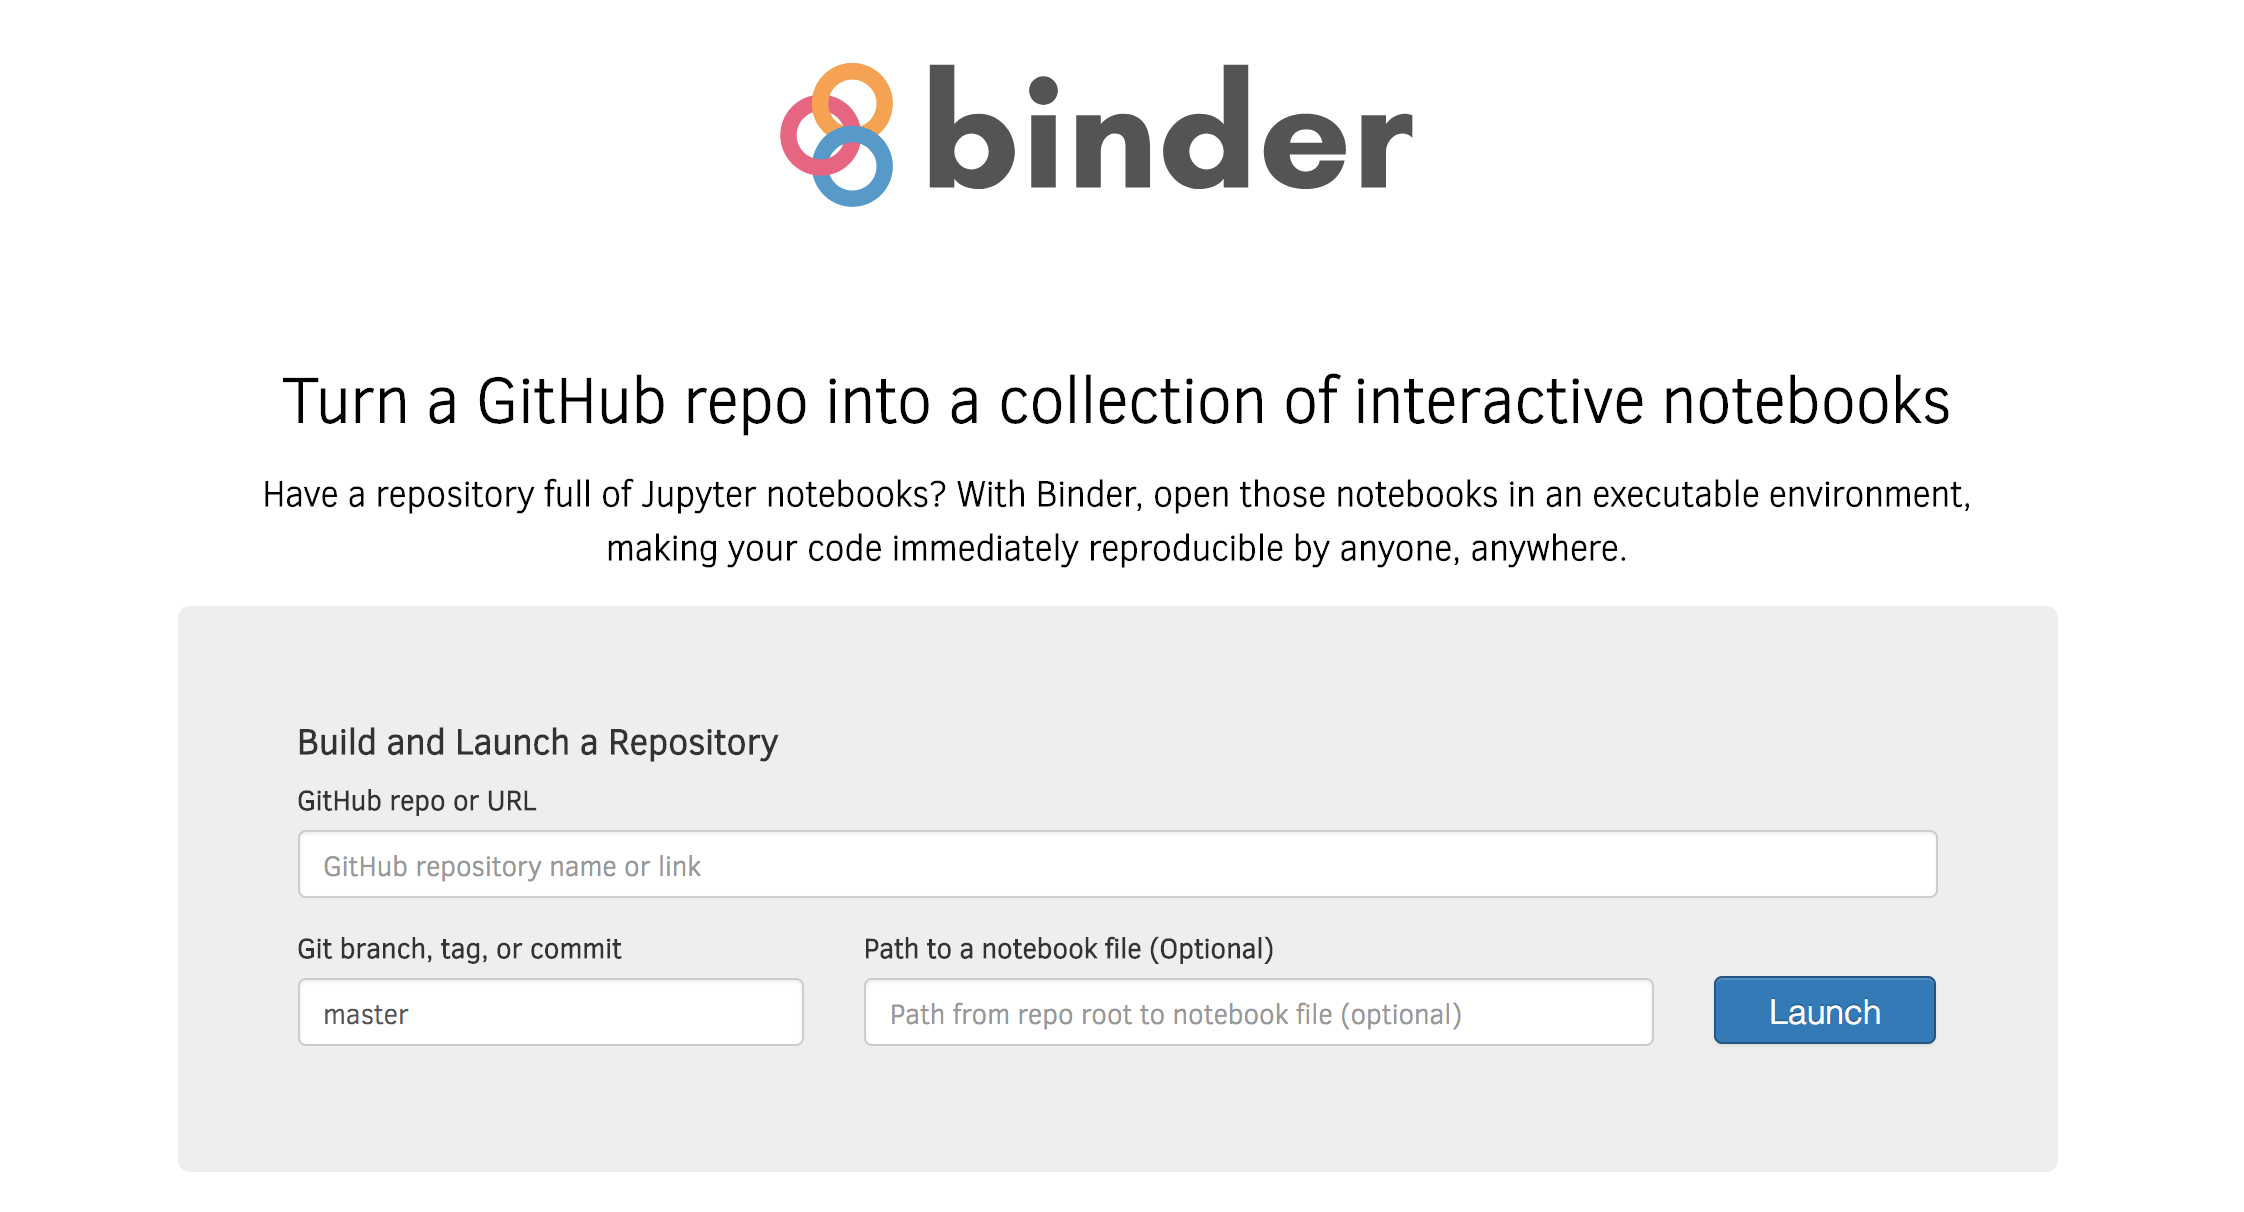 binder
Turn a GitHub repo into a collection of interactive notebooks
Have a repository full of Jupyter notebooks? With Binder, open those notebooks in an executable environment,
making your code immediately reproducible by anyone, anywhere.
Build and Launch a Repository
GitHub repo or URL
GitHub repository name or link
Git branch, tag, or commit
Path to a notebook file (Optional)
master
Path from repo root to notebook file (optional)
Launch